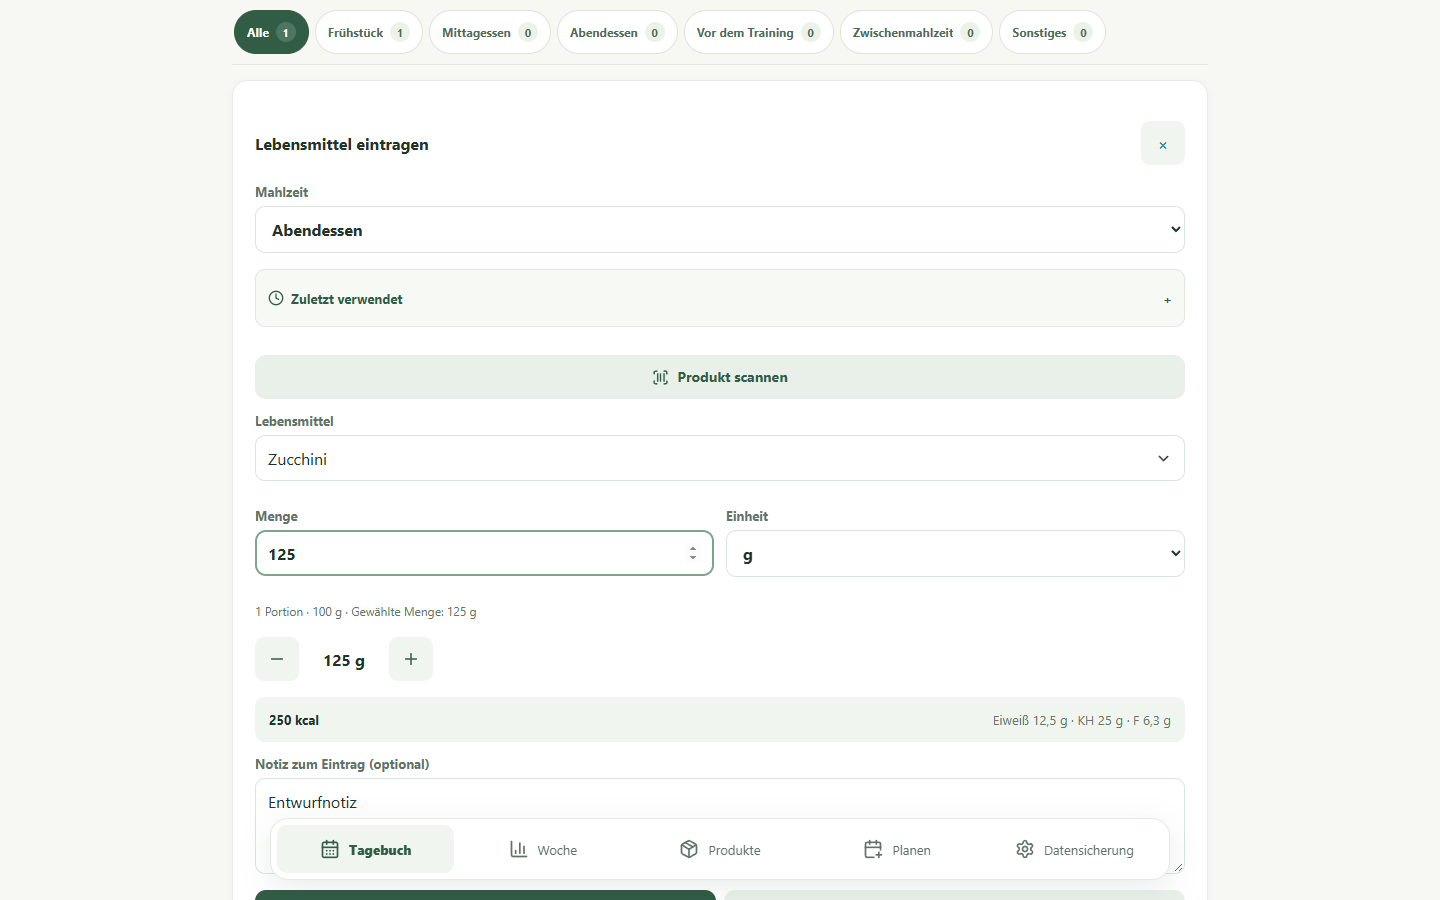 Alle 1 Frühstück 1 Mittagessen 0 Abendessen 0 Vor dem Training 0 Zwischenmahlzeit 0 Sonstiges 0
Lebensmittel eintragen ×
Mahlzeit
Abendessen
Zuletzt verwendet +
Produkt scannen
Lebensmittel
Zucchini
Menge Einheit
125 g
1 Portion · 100 g · Gewählte Menge: 125 g
− 125 g +
250 kcal Eiweiß 12,5 g · KH 25 g · F 6,3 g
Notiz zum Eintrag (optional)
Entwurfnotiz
Tagebuch Woche Produkte Planen Datensicherung